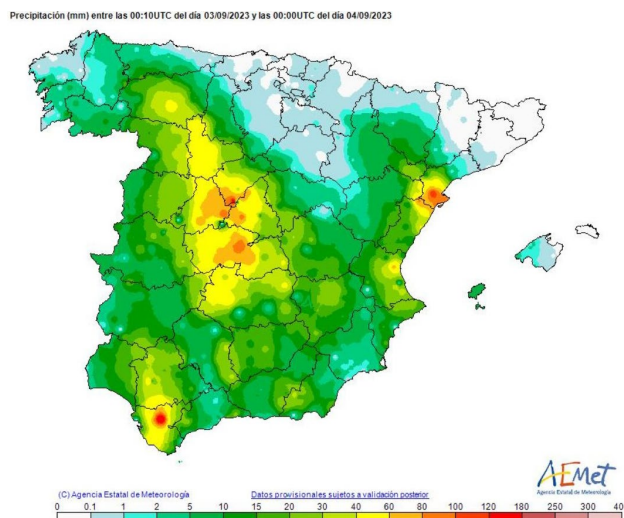 Precipitación (mm) entre las 00:10UTC del día 03/09/2023 y las 00:00UTC del día 04/09/2023
AEMet
Agencia Estatal de Meteorología
(C) Agencia Estatal de Meteorología Datos provisionales sujetos a validación posterior
0 0.1 1 2 5 10 15 20 30 40 60 80 100 120 180 250 300 40